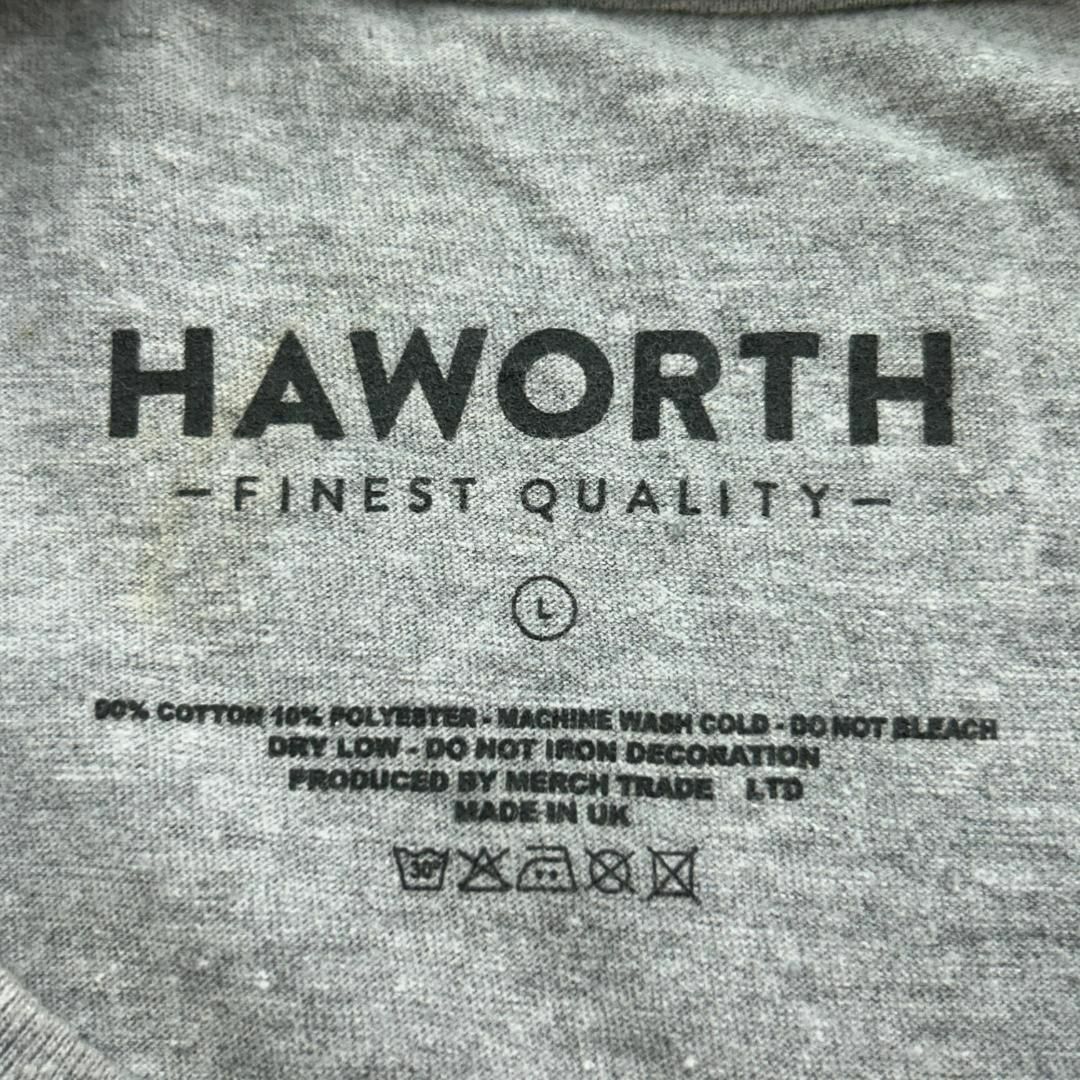 HAWORTH
-FINEST QUALITY-
L
90% COTTON 10% POLYESTER - MACHINE WASH COLD - DO NOT BLEACH
DRY LOW - DO NOT IRON DECORATION
PRODUCED BY MERCH TRADE LTD
MADE IN UK
30°